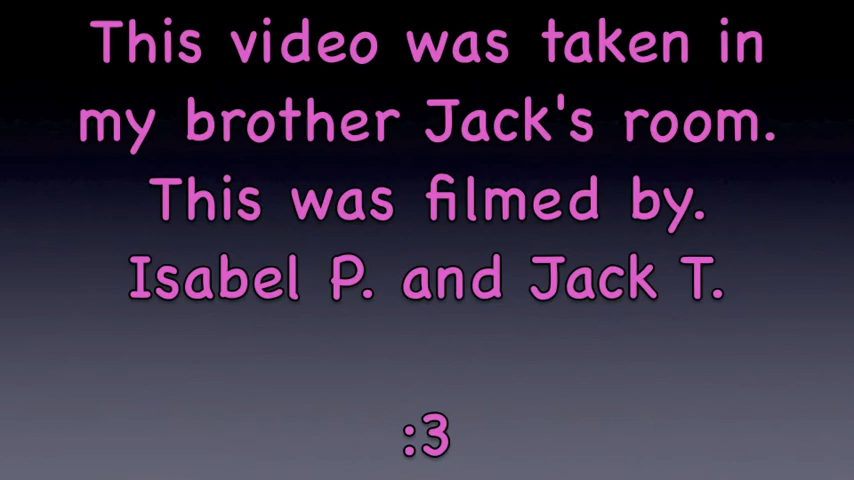 This video was taken in
my brother Jack's room.
This was filmed by.
Isabel P. and Jack T.
:3